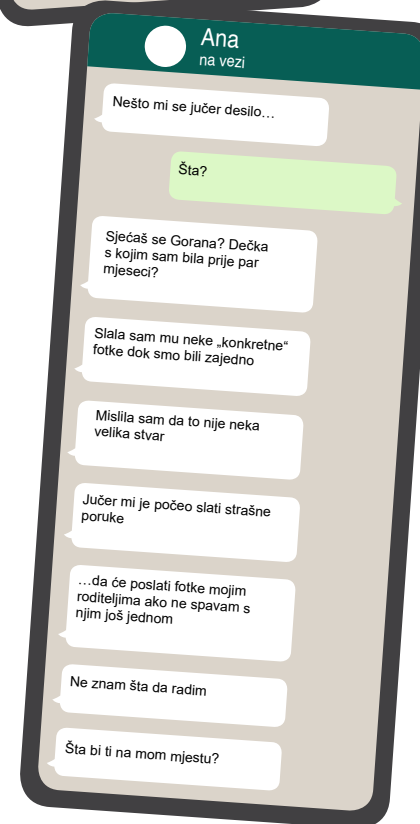 Ana
na vezi
Nešto mi se jučer desilo…
Šta?
Sjećaš se Gorana? Dečka
s kojim sam bila prije par
mjeseci?
Slala sam mu neke „konkretne“
fotke dok smo bili zajedno
Mislila sam da to nije neka
velika stvar
Jučer mi je počeo slati strašne
poruke
…da će poslati fotke mojim
roditeljima ako ne spavam s
njim još jednom
Ne znam šta da radim
Šta bi ti na mom mjestu?